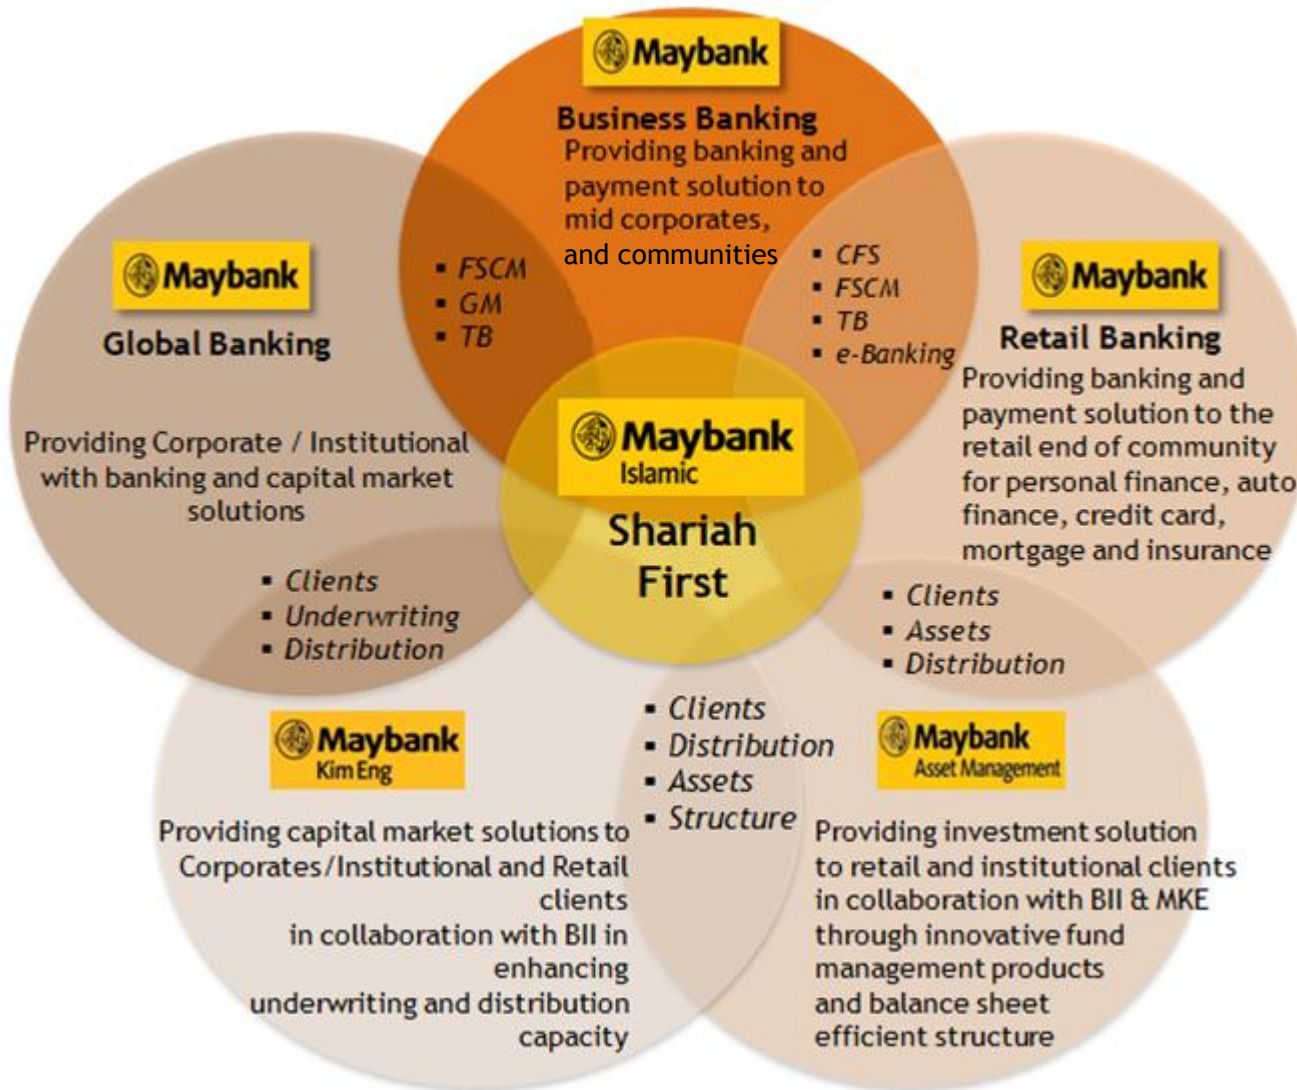 Maybank
Business Banking
Providing banking and
payment solution to
mid corporates,
and communities
Maybank
Global Banking
Providing Corporate / Institutional
with banking and capital market
solutions
▪ FSCM
▪ GM
▪ TB
▪ CFS
▪ FSCM
▪ TB
▪ e-Banking
Maybank
Retail Banking
Providing banking and
payment solution to the
retail end of community
for personal finance, auto
finance, credit card,
mortgage and insurance
Maybank
Islamic
Shariah
First
▪ Clients
▪ Underwriting
▪ Distribution
▪ Clients
▪ Assets
▪ Distribution
▪ Clients
▪ Distribution
▪ Assets
▪ Structure
Maybank
Kim Eng
Providing capital market solutions to
Corporates/Institutional and Retail
clients
in collaboration with BII in
enhancing
underwriting and distribution
capacity
Maybank
Asset Management
Providing investment solution
to retail and institutional clients
in collaboration with BII & MKE
through innovative fund
management products
and balance sheet
efficient structure